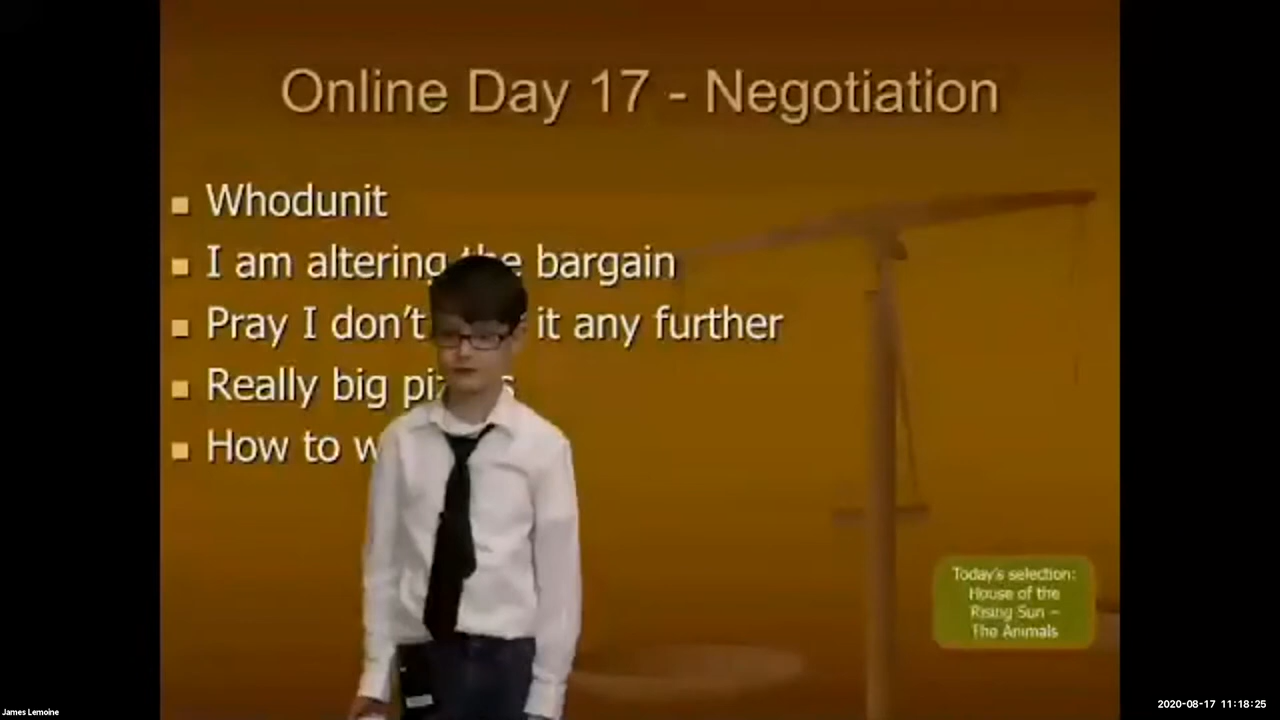 Online Day 17 - Negotiation
Whodunit
I am altering the bargain
Pray I don't it any further
Really big
How to
Today's selection:
House of the
Rising Sun –
The Animals
James Lemoine
2020-08-17 11:18:25